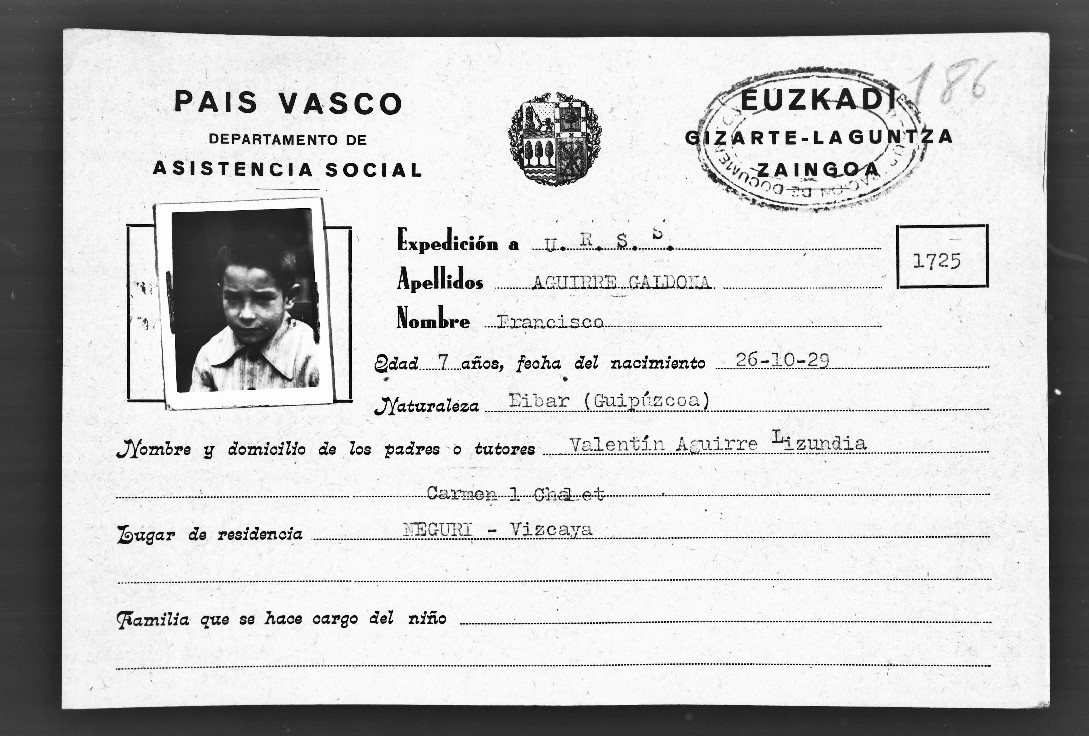 PAIS VASCO
DEPARTAMENTO DE
ASISTENCIA SOCIAL
EUZKADI
GIZARTE-LAGUNTZA
ZAINGOA
186
DE DOCUMEN
Expedición a U. R. S. S.
1725
Apellidos AGUIRRE GALDONA
Nombre Francisco
Edad 7 años, fecha del nacimiento 26-10-29
Naturaleza Eibar (Guipúzcoa)
Nombre y domicilio de los padres o tutores Valentín Aguirre Lizundia
Carmen 1 Chalet
Lugar de residencia NEGURI - Vizcaya
Familia que se hace cargo del niño